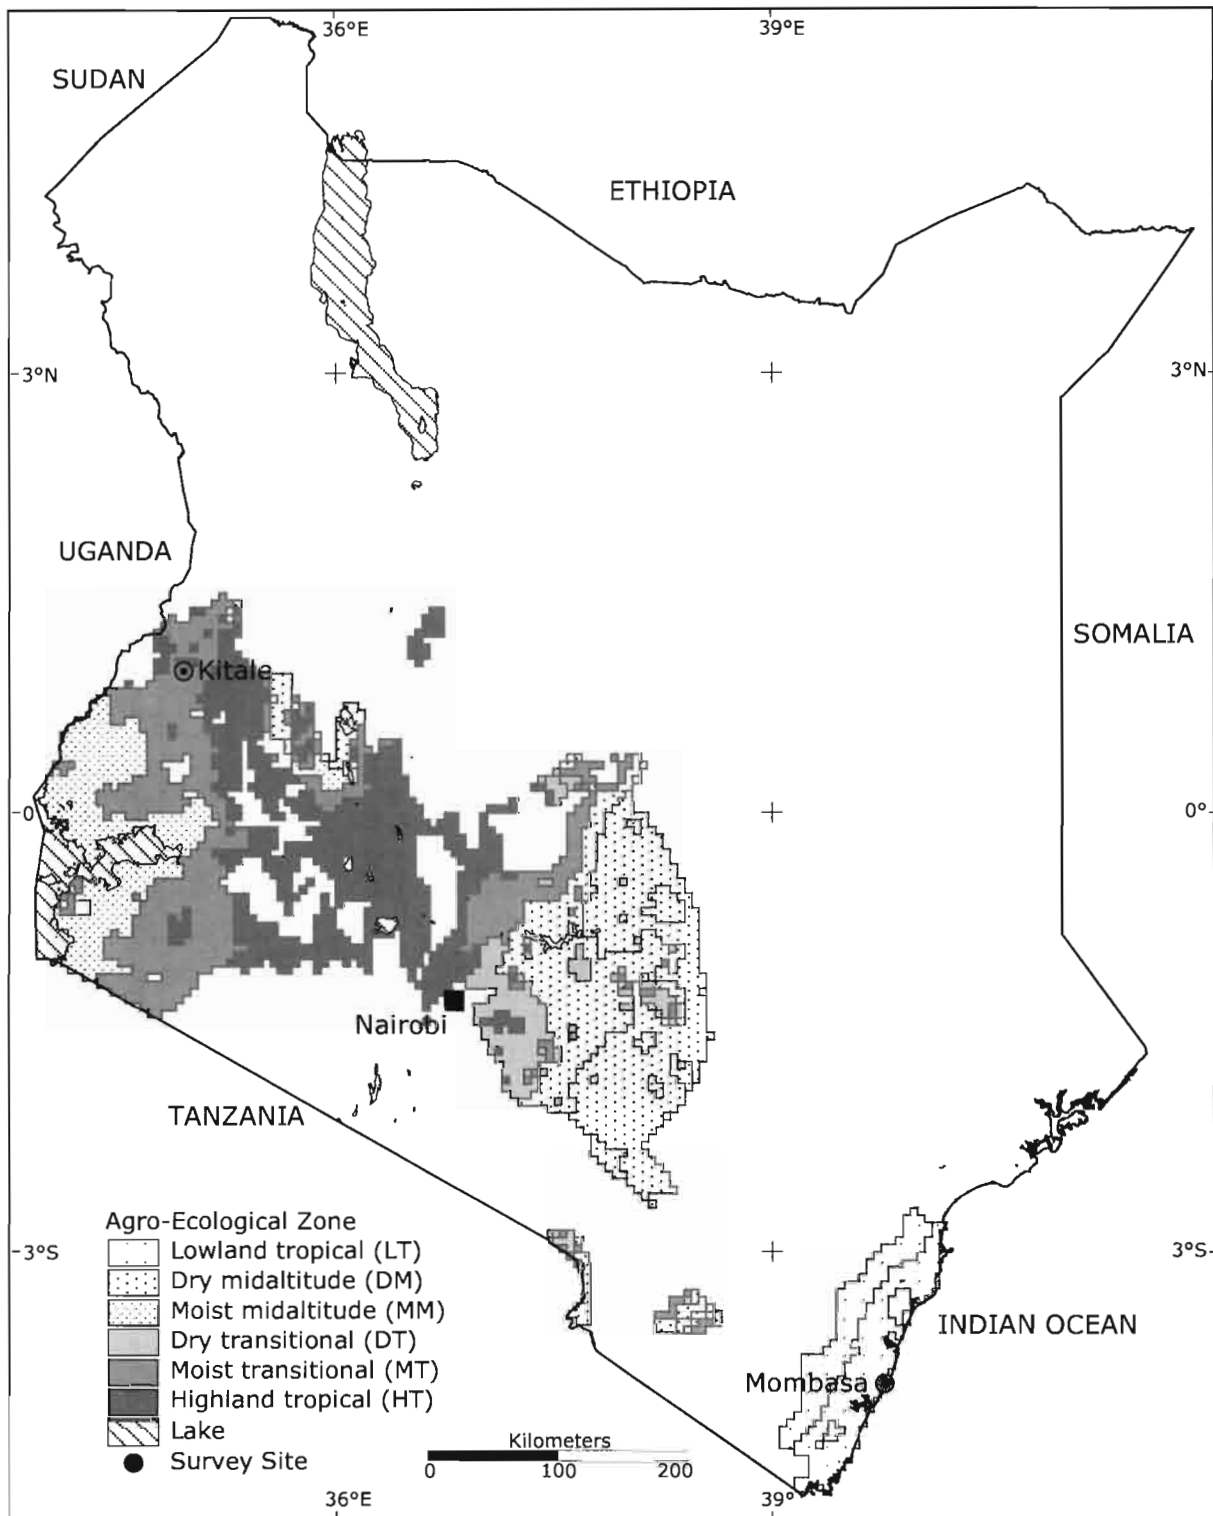 36°E
39°E
SUDAN
ETHIOPIA
3°N
3°N
UGANDA
SOMALIA
Kitale
0
0°
Nairobi
TANZANIA
Agro-Ecological Zone
Lowland tropical (LT)
Dry midaltitude (DM)
Moist midaltitude (MM)
Dry transitional (DT)
Moist transitional (MT)
Highland tropical (HT)
Lake
Survey Site
3°S
3°S
INDIAN OCEAN
Mombasa
Kilometers
0 100 200
36°E
39°